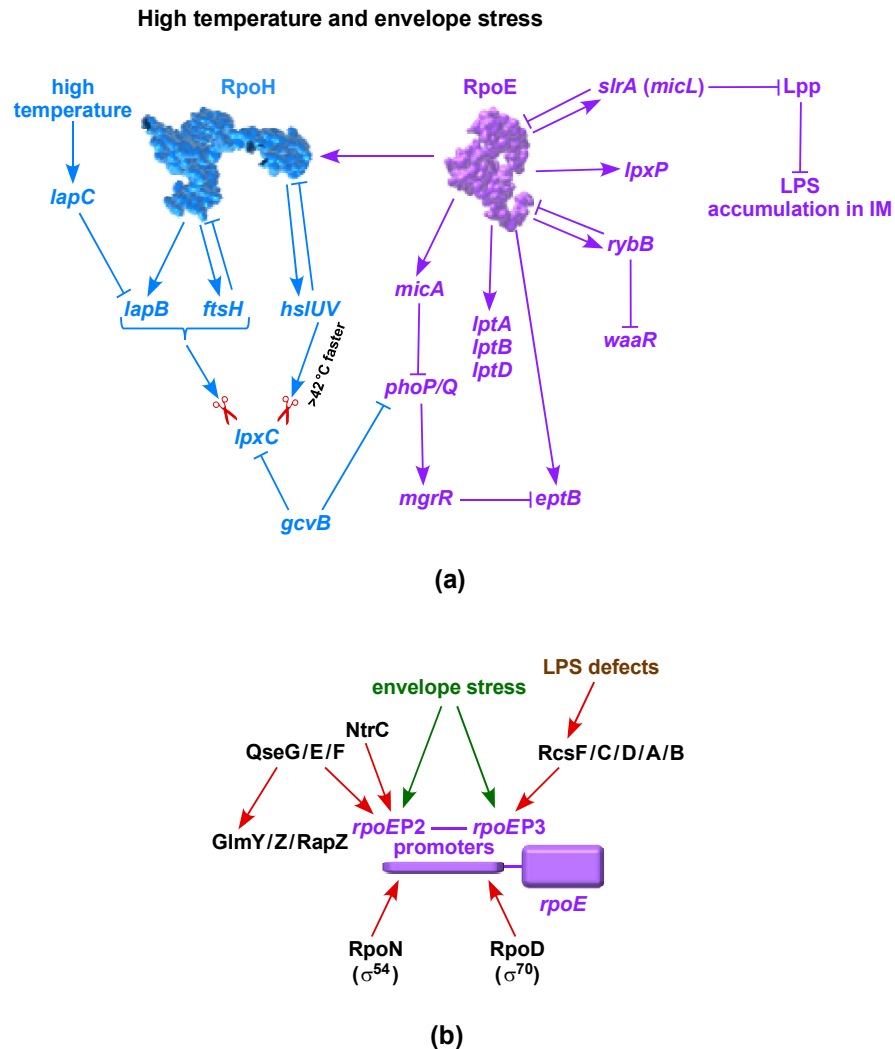 High temperature and envelope stress
high
temperature
RpoH
RpoE
slrA (micL)
Lpp
lapC
lpxP
LPS
accumulation in IM
rybB
lapB
ftsH
hslUV
micA
lptA
lptB
lptD
waaR
>42 °C faster
phoP/Q
lpxC
mgrR
eptB
gcvB
(a)
LPS defects
envelope stress
NtrC
QseG/E/F
RcsF/C/D/A/B
GlmY/Z/RapZ
rpoEP2
rpoEP3
promoters
rpoE
RpoN
(σ54)
RpoD
(σ70)
(b)